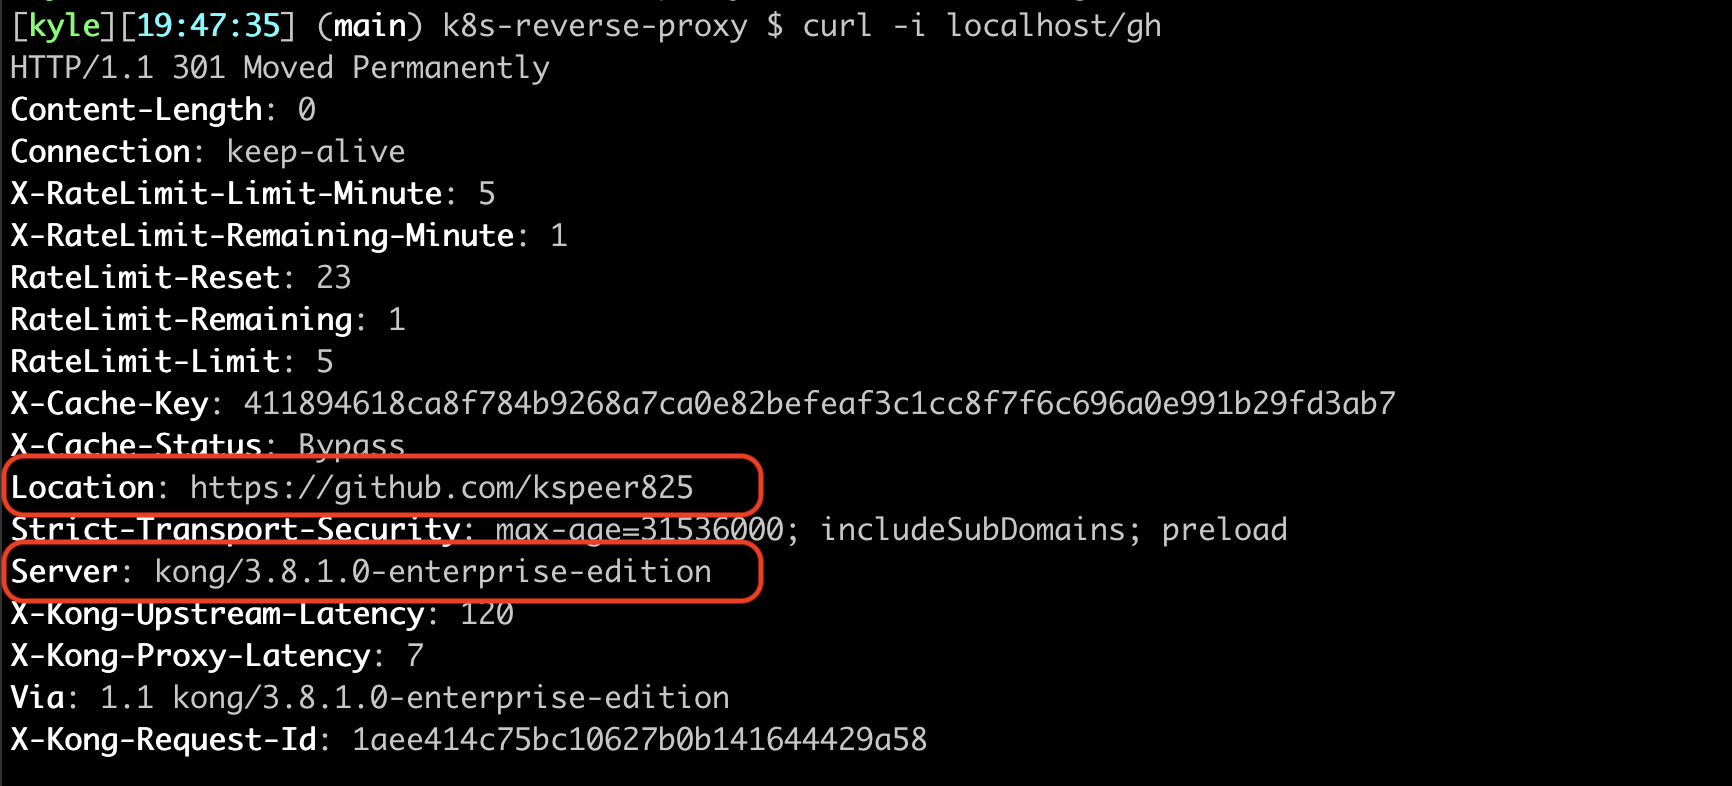 [kyle][19:47:35] (main) k8s-reverse-proxy $ curl -i localhost/gh
HTTP/1.1 301 Moved Permanently
Content-Length: 0
Connection: keep-alive
X-RateLimit-Limit-Minute: 5
X-RateLimit-Remaining-Minute: 1
RateLimit-Reset: 23
RateLimit-Remaining: 1
RateLimit-Limit: 5
X-Cache-Key: 411894618ca8f784b9268a7ca0e82befeaf3c1cc8f7f6c696a0e991b29fd3ab7
X-Cache-Status: Bypass
Location: https://github.com/kspeer825
Strict-Transport-Security: max-age=31536000; includeSubDomains; preload
Server: kong/3.8.1.0-enterprise-edition
X-Kong-Upstream-Latency: 120
X-Kong-Proxy-Latency: 7
Via: 1.1 kong/3.8.1.0-enterprise-edition
X-Kong-Request-Id: 1aee414c75bc10627b0b141644429a58